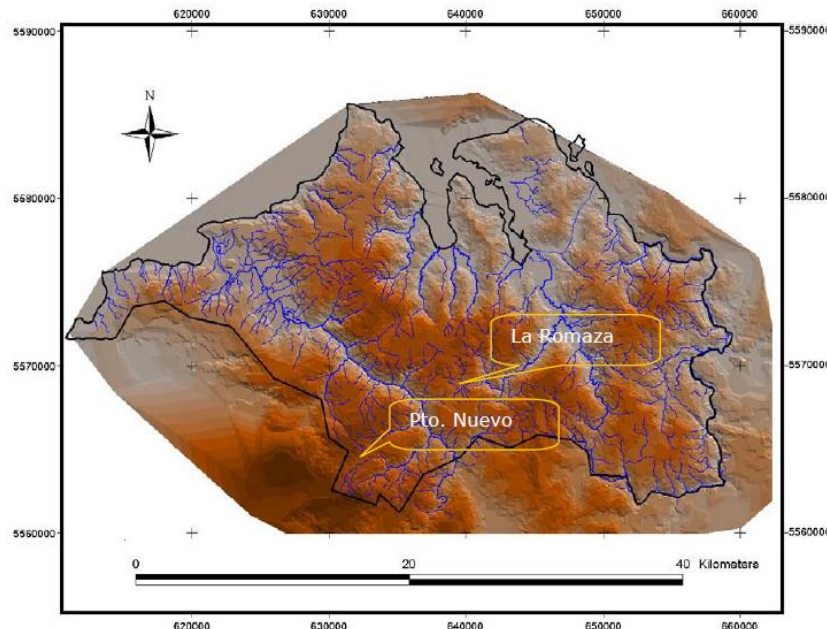 620000 630000 640000 650000 660000
5590000 5590000
N
5580000 5580000
La Romaza
5570000 5570000
Pto. Nuevo
5560000 5560000
0 20 40 Kilometers
620000 630000 640000 650000 660000